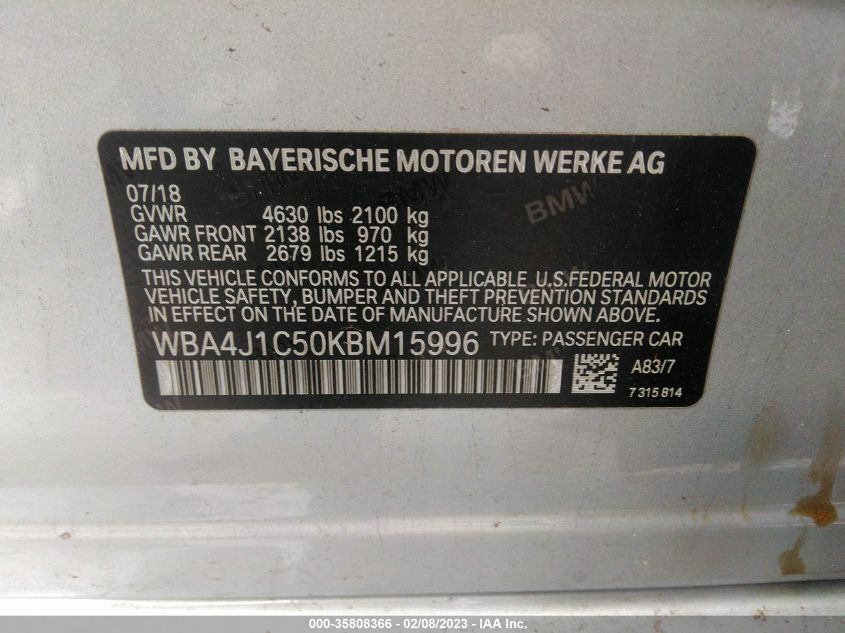 MFD BY BAYERISCHE MOTOREN WERKE AG
07/18
GVWR 4630 lbs 2100 kg
GAWR FRONT 2138 lbs 970 kg
GAWR REAR 2679 lbs 1215 kg
THIS VEHICLE CONFORMS TO ALL APPLICABLE U.S.FEDERAL MOTOR
VEHICLE SAFETY, BUMPER AND THEFT PREVENTION STANDARDS
IN EFFECT ON THE DATE OF MANUFACTURE SHOWN ABOVE.
WBA4J1C50KBM15996 TYPE: PASSENGER CAR
A83/7
7 315 814
BMW
000-35808366 - 02/08/2023 - IAA Inc.